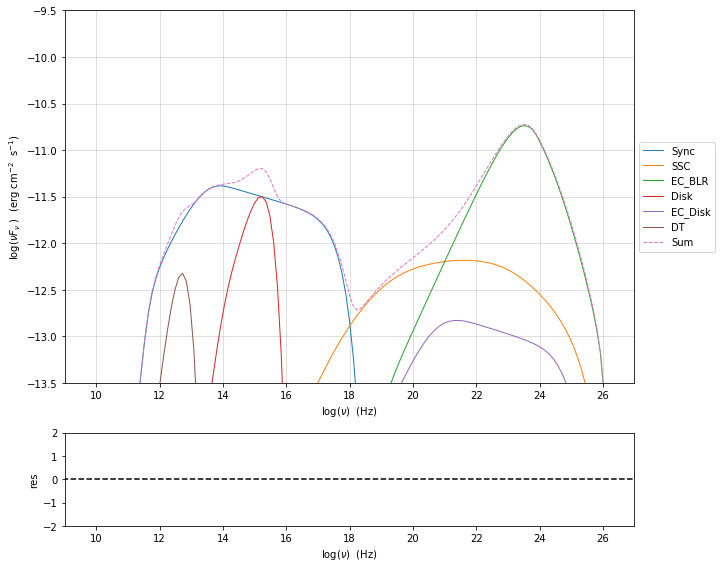 −9.5
−10.0
−10.5
−11.0
−11.5
−12.0
−12.5
−13.0
−13.5
log(νFν )  (erg cm−2  s−1)
10 12 14 16 18 20 22 24 26
log(ν)  (Hz)
Sync
SSC
EC_BLR
Disk
EC_Disk
DT
Sum
2
1
0
−1
−2
res
10 12 14 16 18 20 22 24 26
log(ν)  (Hz)